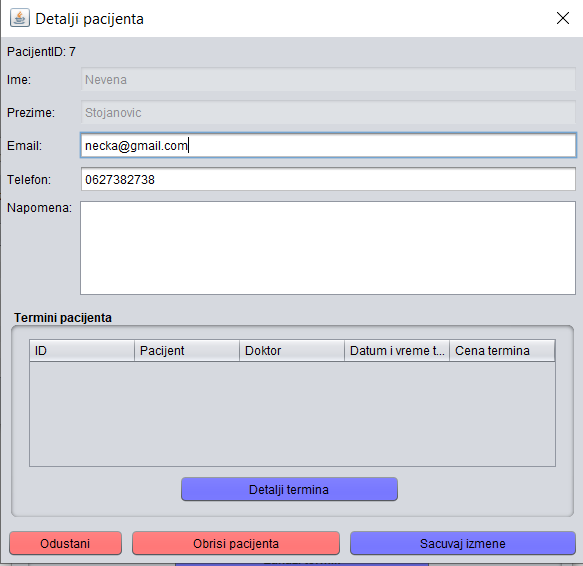 Detalji pacijenta
PacijentID: 7
Ime: Nevena
Prezime: Stojanovic
Email: necka@gmail.com
Telefon: 0627382738
Napomena:
Termini pacijenta
ID Pacijent Doktor Datum i vreme t... Cena termina
Detalji termina
Odustani Obrisi pacijenta Sacuvaj izmene